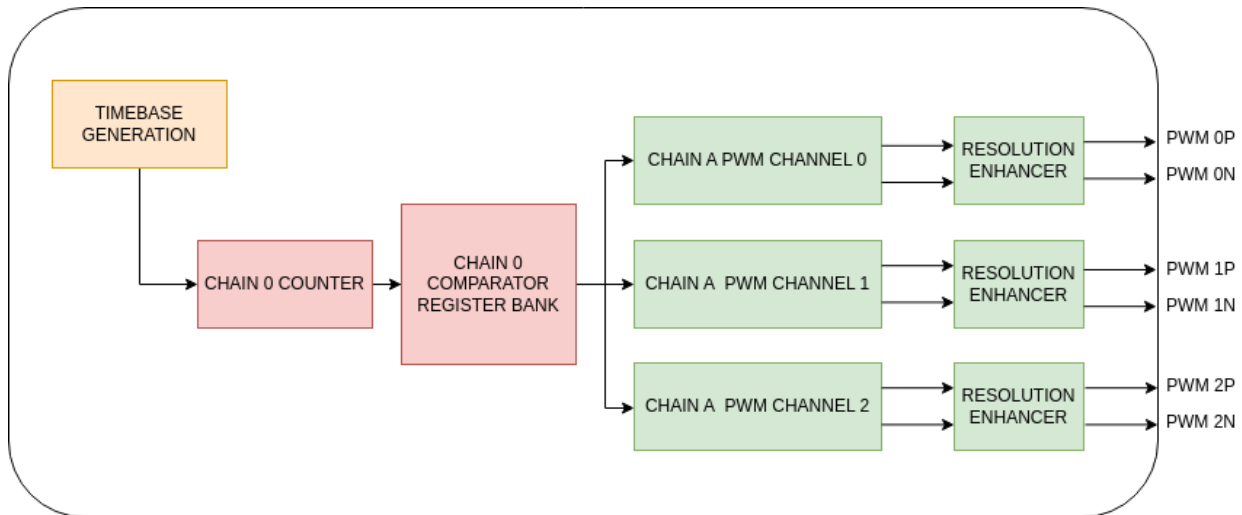 TIMEBASE
GENERATION
CHAIN 0 COUNTER
CHAIN 0
COMPARATOR
REGISTER BANK
CHAIN A PWM CHANNEL 0
RESOLUTION
ENHANCER
PWM 0P
PWM 0N
CHAIN A PWM CHANNEL 1
RESOLUTION
ENHANCER
PWM 1P
PWM 1N
CHAIN A PWM CHANNEL 2
RESOLUTION
ENHANCER
PWM 2P
PWM 2N